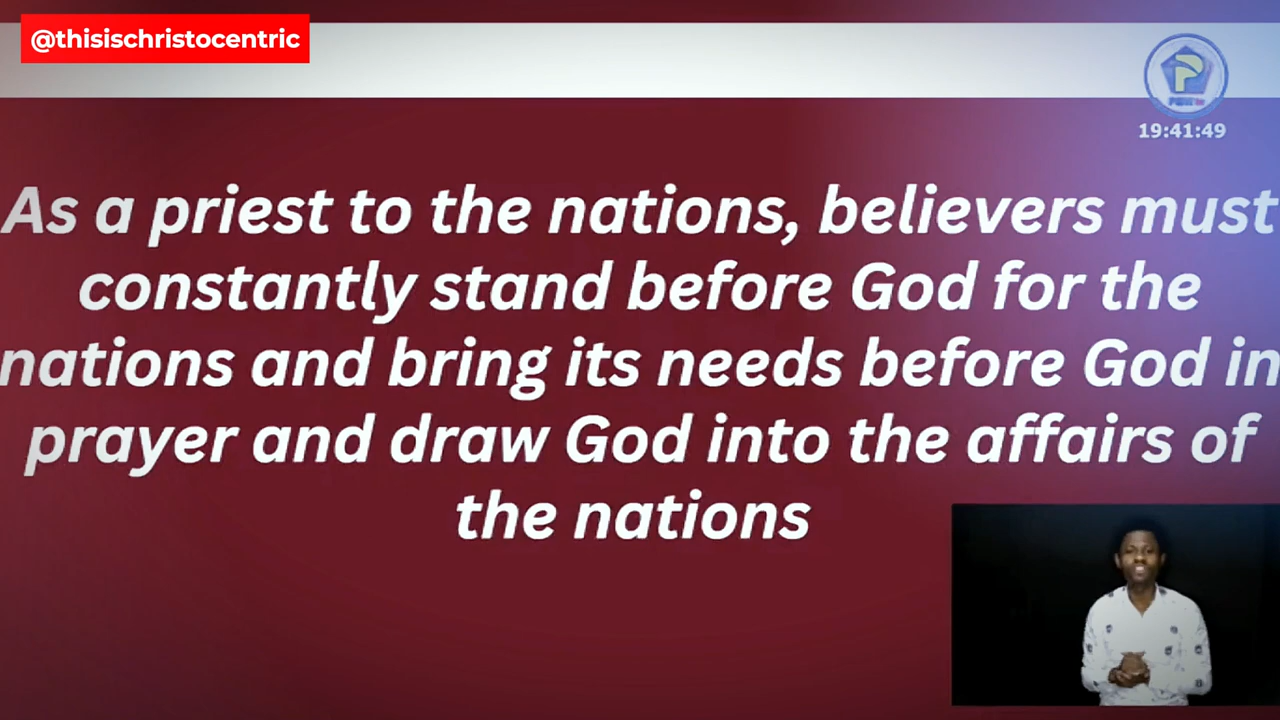 @thisischristocentric
19:41:49
As a priest to the nations, believers must
constantly stand before God for the
nations and bring its needs before God in
prayer and draw God into the affairs of
the nations